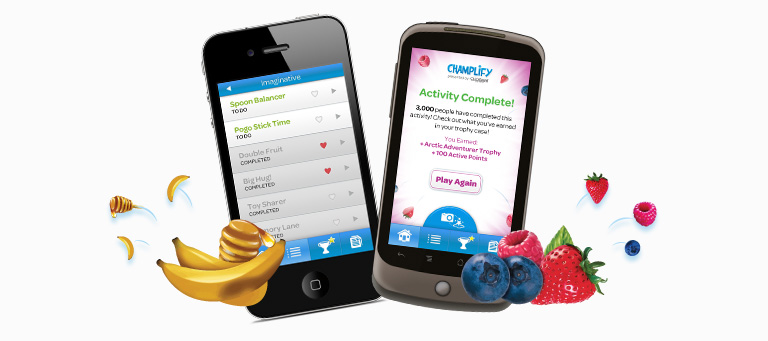 imaginative
Spoon Balancer
TO DO
Pogo Stick Time
TO DO
Double Fruit
COMPLETED
Big Hug!
COMPLETED
Toy Sharer
COMPLETED
Lane
CHAMPLIFY
Activity Complete!
3,000 people have completed this
activity! Check out what you've earned
in your trophy case!
You Earned:
+ Arctic Adventurer Trophy
+ 100 Active Points
Play Again